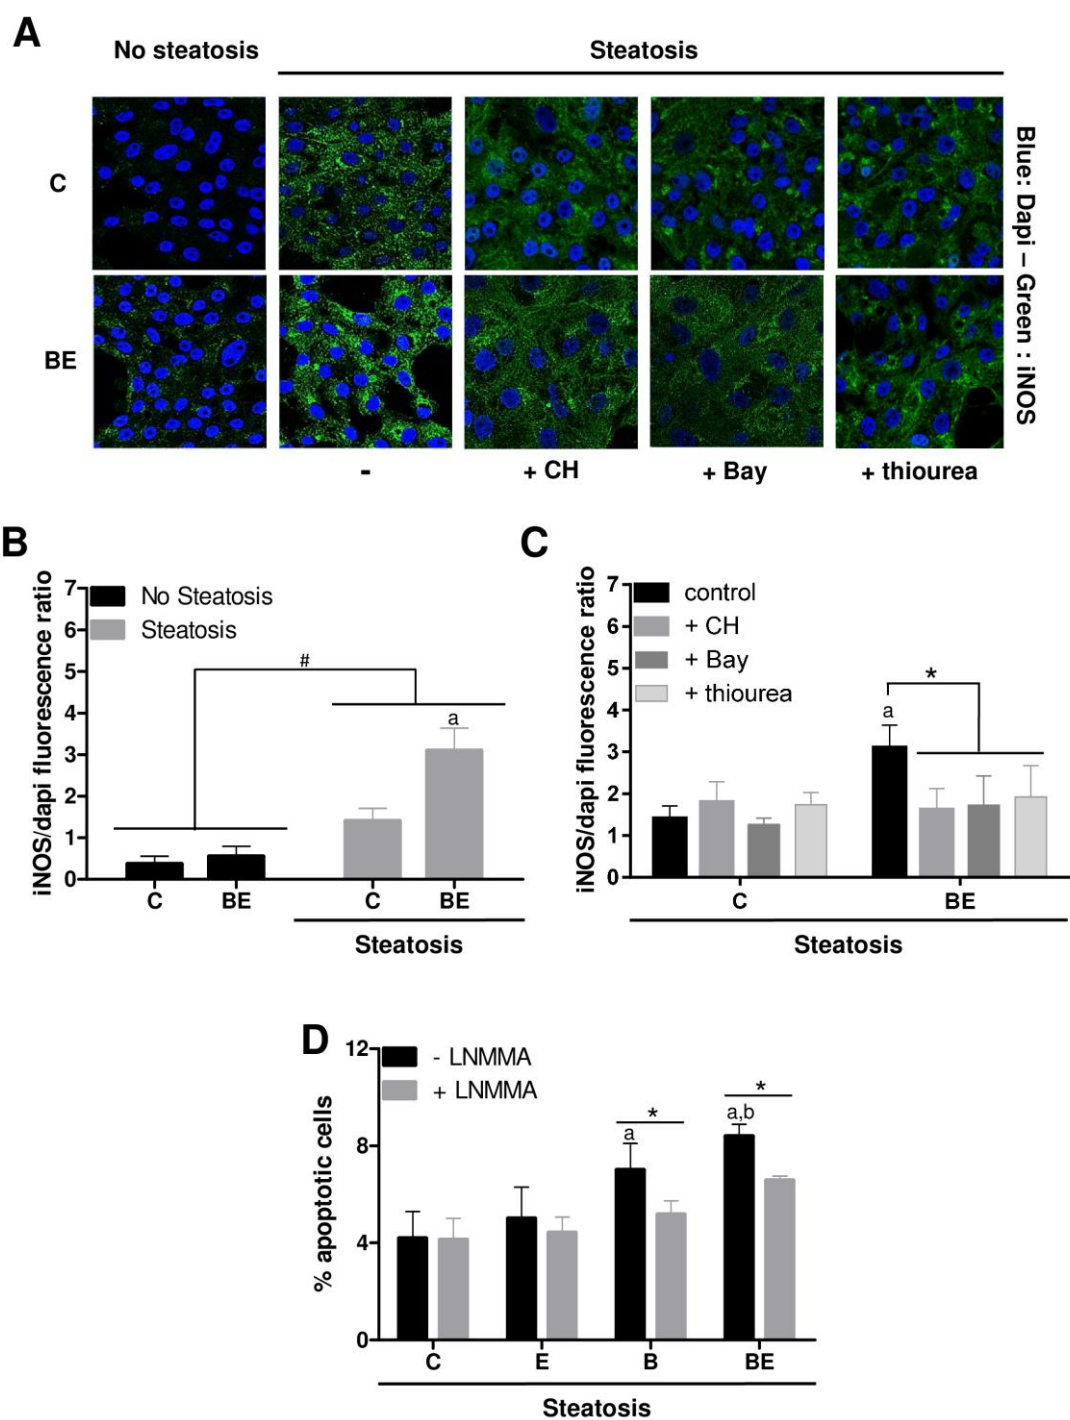 A
No steatosis
Steatosis
C
BE
Blue: Dapi – Green : iNOS
-
+ CH
+ Bay
+ thiourea
B
iNOS/dapi fluorescence ratio
7
6
5
4
3
2
1
0
No Steatosis
Steatosis
#
a
C
BE
C
BE
Steatosis
C
iNOS/dapi fluorescence ratio
7
6
5
4
3
2
1
0
control
+ CH
+ Bay
+ thiourea
*
a
C
BE
Steatosis
D
% apoptotic cells
12
8
4
0
- LNMMA
+ LNMMA
a
*
a,b
*
C
E
B
BE
Steatosis